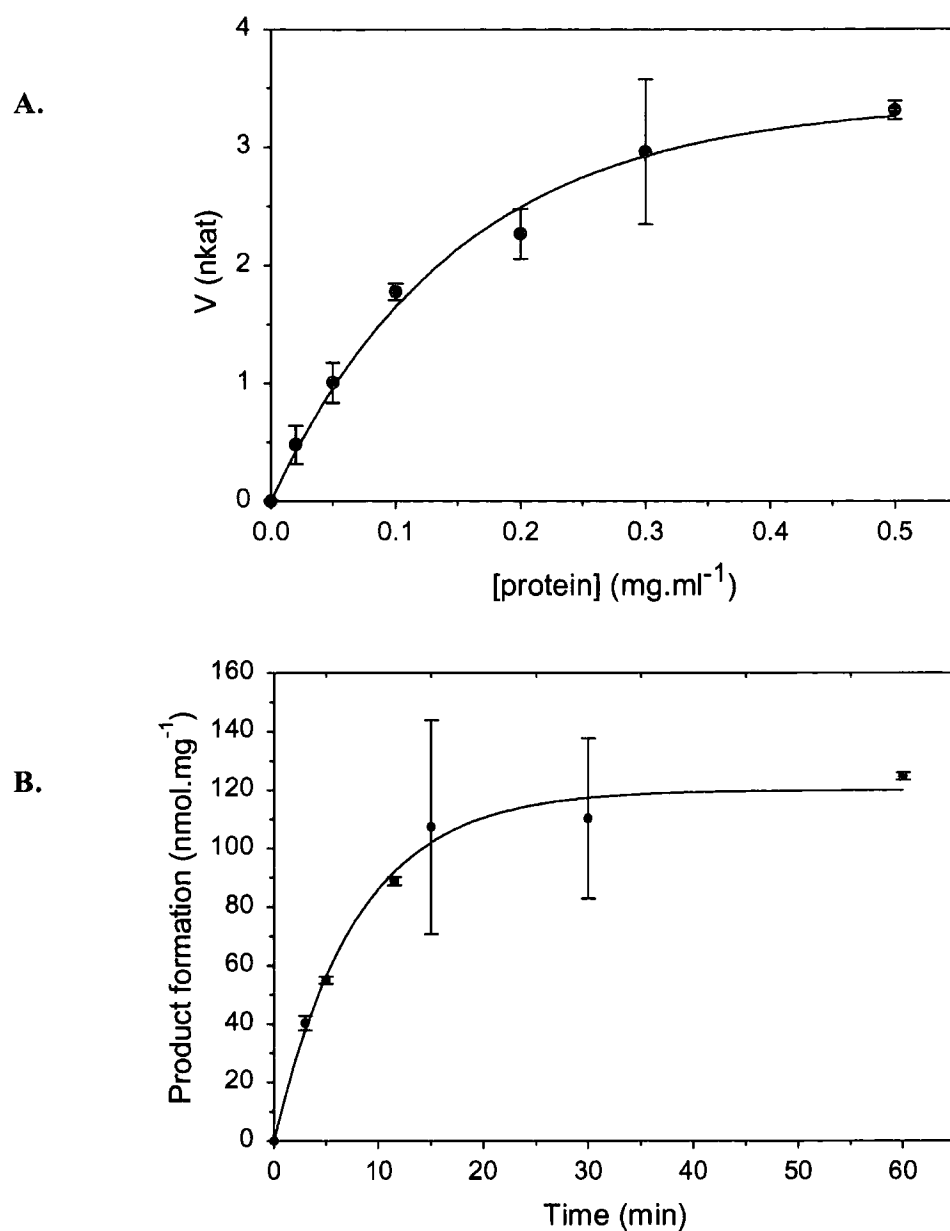 A.
4
3
2
1
0
V (nkat)
0.0 0.1 0.2 0.3 0.4 0.5
[protein] (mg.ml⁻¹)
B.
160
140
120
100
80
60
40
20
0
Product formation (nmol.mg⁻¹)
0 10 20 30 40 50 60
Time (min)